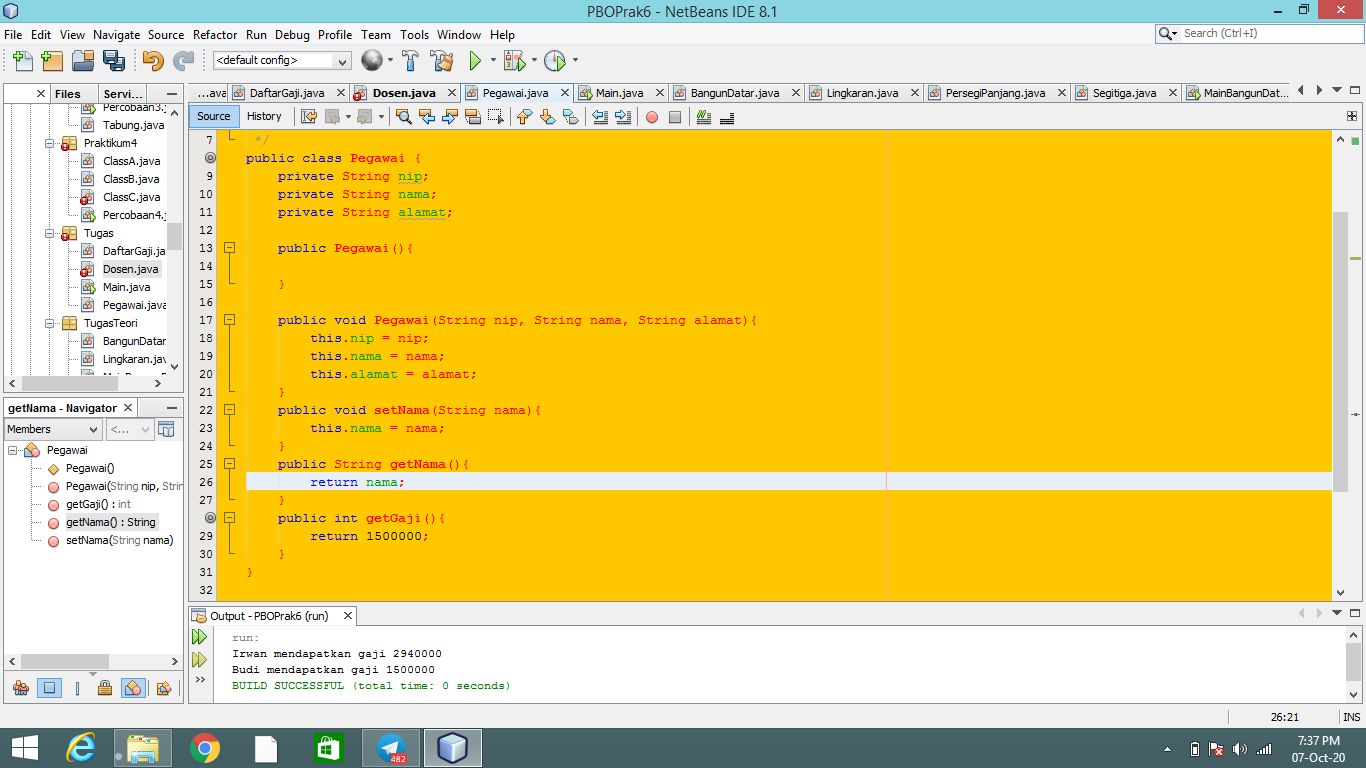 PBOPrak6 - NetBeans IDE 8.1
File Edit View Navigate Source Refactor Run Debug Profile Team Tools Window Help
Search (Ctrl+I)
<default config>
Files Servi...
...ava DaftarGaji.java Dosen.java Pegawai.java Main.java BangunDatar.java Lingkaran.java PersegiPanjang.java Segitiga.java MainBangunDat...
Source History
Percobaan3.j
Tabung.java
Praktikum4
ClassA.java
ClassB.java
ClassC.java
Percobaan4.j
Tugas
DaftarGaji.ja
Dosen.java
Main.java
Pegawai.java
TugasTeori
BangunDatar
Lingkaran.jav
getNama - Navigator
Members <...
Pegawai
Pegawai()
Pegawai(String nip, Strin
getGaji() : int
getNama() : String
setNama(String nama)
7 */
public class Pegawai {
9 private String nip;
10 private String nama;
11 private String alamat;
12
13 public Pegawai(){
14
15 }
16
17 public void Pegawai(String nip, String nama, String alamat){
18 this.nip = nip;
19 this.nama = nama;
20 this.alamat = alamat;
21 }
22 public void setNama(String nama){
23 this.nama = nama;
24 }
25 public String getNama(){
26 return nama;
27 }
public int getGaji(){
29 return 1500000;
30 }
31 }
32
Output - PBOPrak6 (run)
run:
Irwan mendapatkan gaji 2940000
Budi mendapatkan gaji 1500000
BUILD SUCCESSFUL (total time: 0 seconds)
26:21 INS
482
7:37 PM
07-Oct-20